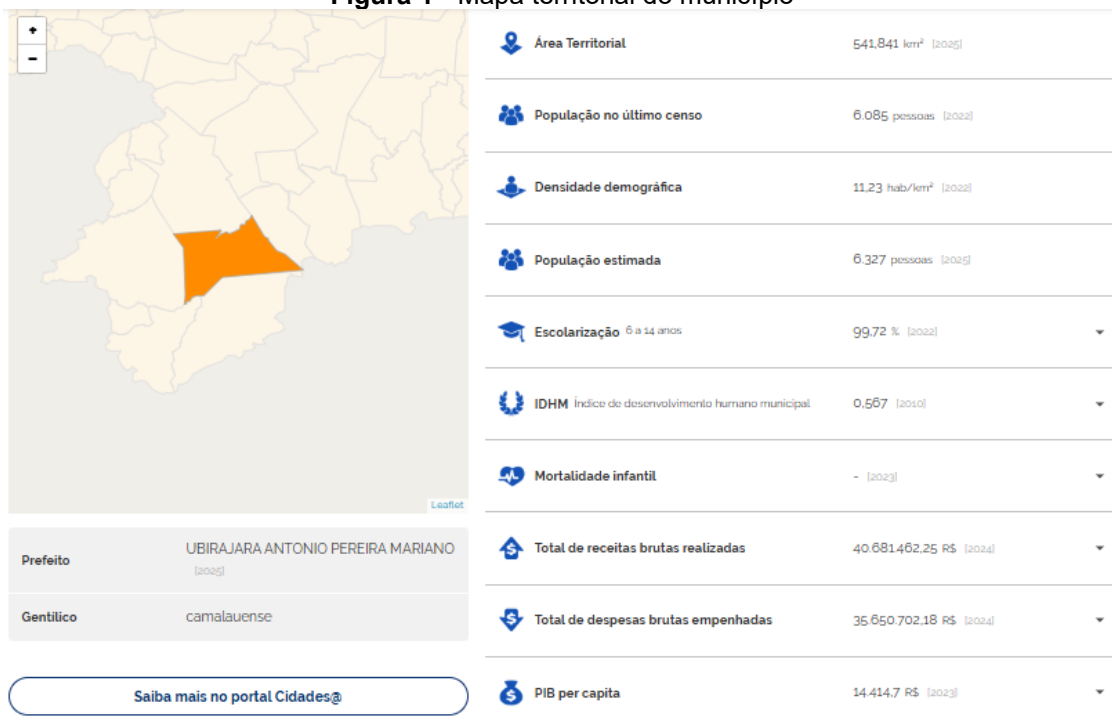 Figura 1 - Mapa territorial do município
+
-
Leaflet
Prefeito UBIRAJARA ANTONIO PEREIRA MARIANO
[2025]
Gentílico camalauense
Saiba mais no portal Cidades@
Área Territorial 541,841 km² [2025]
População no último censo 6.085 pessoas [2022]
Densidade demográfica 11,23 hab/km² [2022]
População estimada 6.327 pessoas [2025]
Escolarização 6 a 14 anos 99,72 % [2022]
IDHM Índice de desenvolvimento humano municipal 0,567 [2010]
Mortalidade infantil - [2023]
Total de receitas brutas realizadas 40.681.462,25 R$ [2024]
Total de despesas brutas empenhadas 35.650.702,18 R$ [2024]
PIB per capita 14.414,7 R$ [2023]